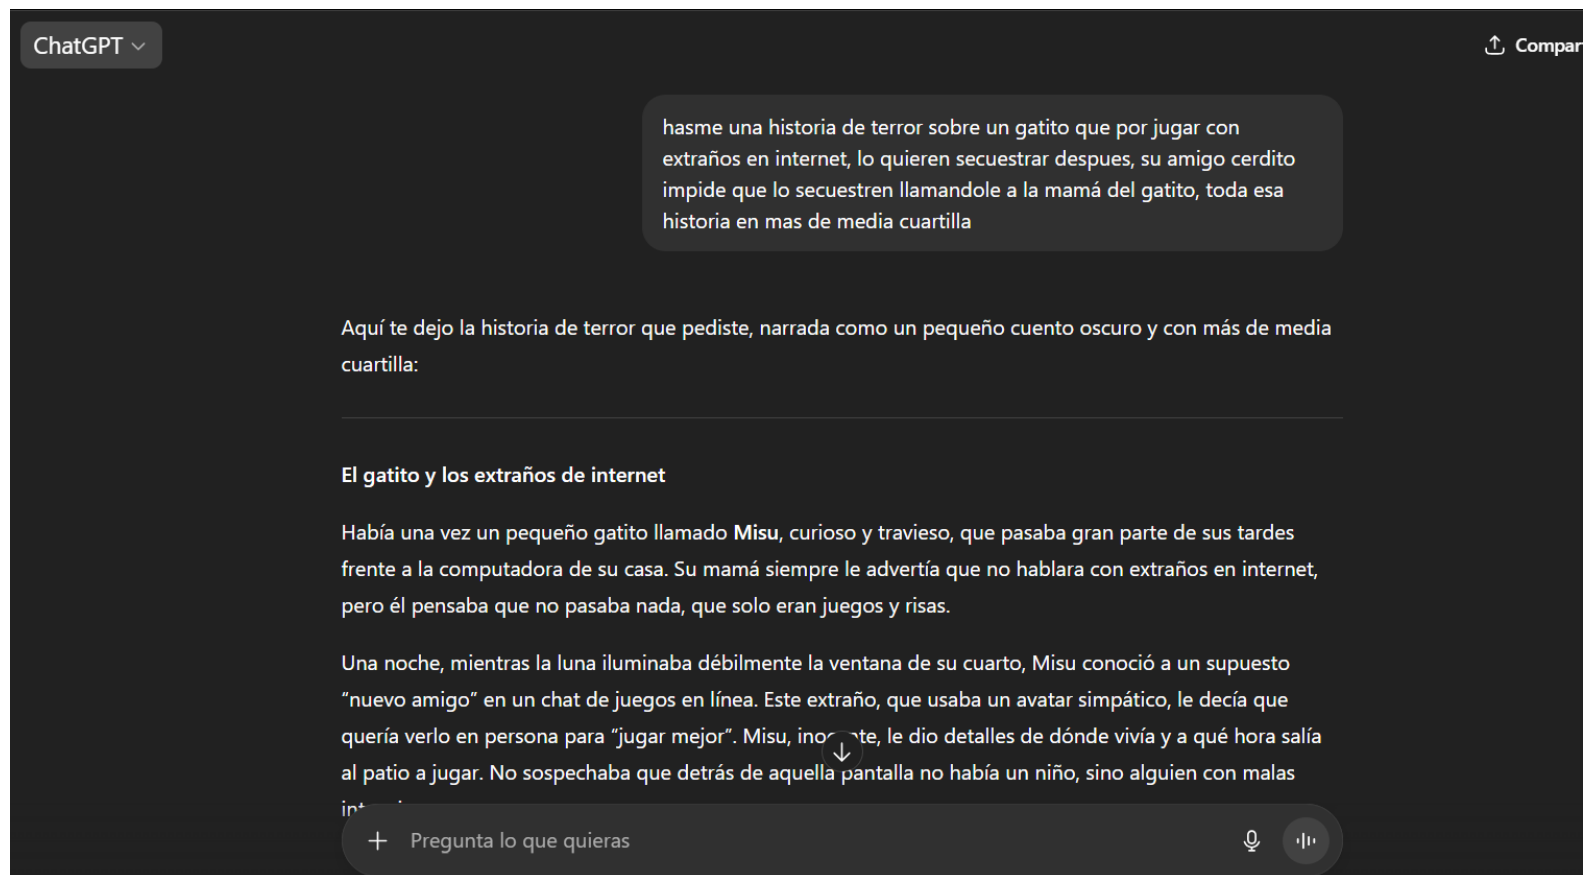 ChatGPT
Compar
hasme una historia de terror sobre un gatito que por jugar con
extraños en internet, lo quieren secuestrar despues, su amigo cerdito
impide que lo secuestren llamandole a la mamá del gatito, toda esa
historia en mas de media cuartilla
Aquí te dejo la historia de terror que pediste, narrada como un pequeño cuento oscuro y con más de media
cuartilla:
El gatito y los extraños de internet
Había una vez un pequeño gatito llamado Misu, curioso y travieso, que pasaba gran parte de sus tardes
frente a la computadora de su casa. Su mamá siempre le advertía que no hablara con extraños en internet,
pero él pensaba que no pasaba nada, que solo eran juegos y risas.
Una noche, mientras la luna iluminaba débilmente la ventana de su cuarto, Misu conoció a un supuesto
“nuevo amigo” en un chat de juegos en línea. Este extraño, que usaba un avatar simpático, le decía que
quería verlo en persona para “jugar mejor”. Misu, inocente, le dio detalles de dónde vivía y a qué hora salía
al patio a jugar. No sospechaba que detrás de aquella pantalla no había un niño, sino alguien con malas
Pregunta lo que quieras